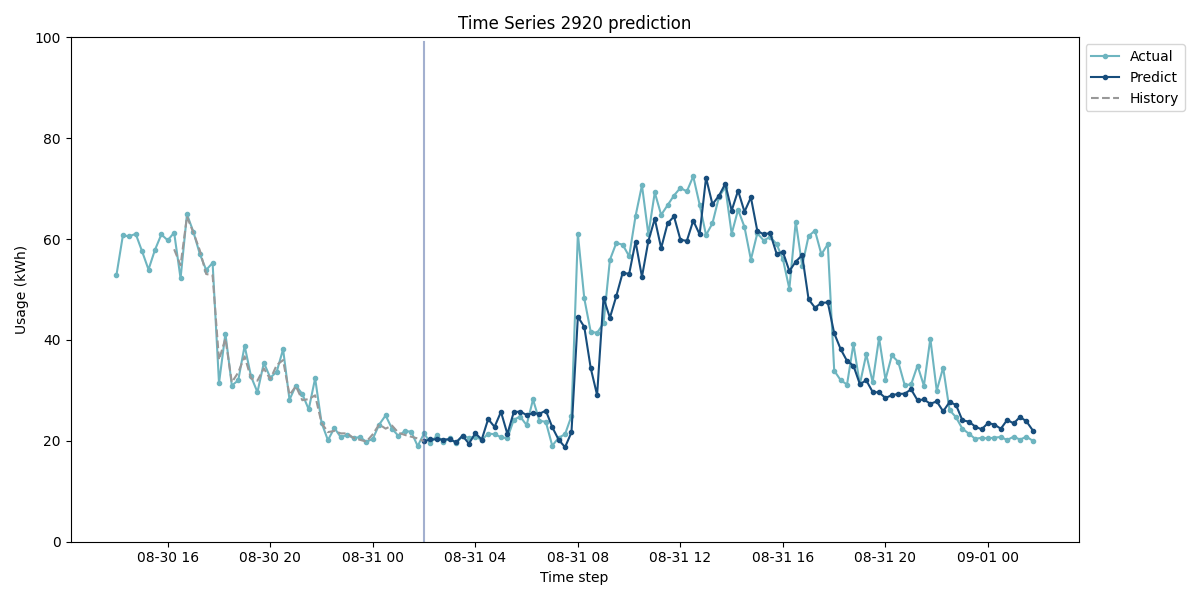 Time Series 2920 prediction
100
80
60
40
20
0
Usage (kWh)
08-30 16
08-30 20
08-31 00
08-31 04
08-31 08
08-31 12
08-31 16
08-31 20
09-01 00
Time step
Actual
Predict
History